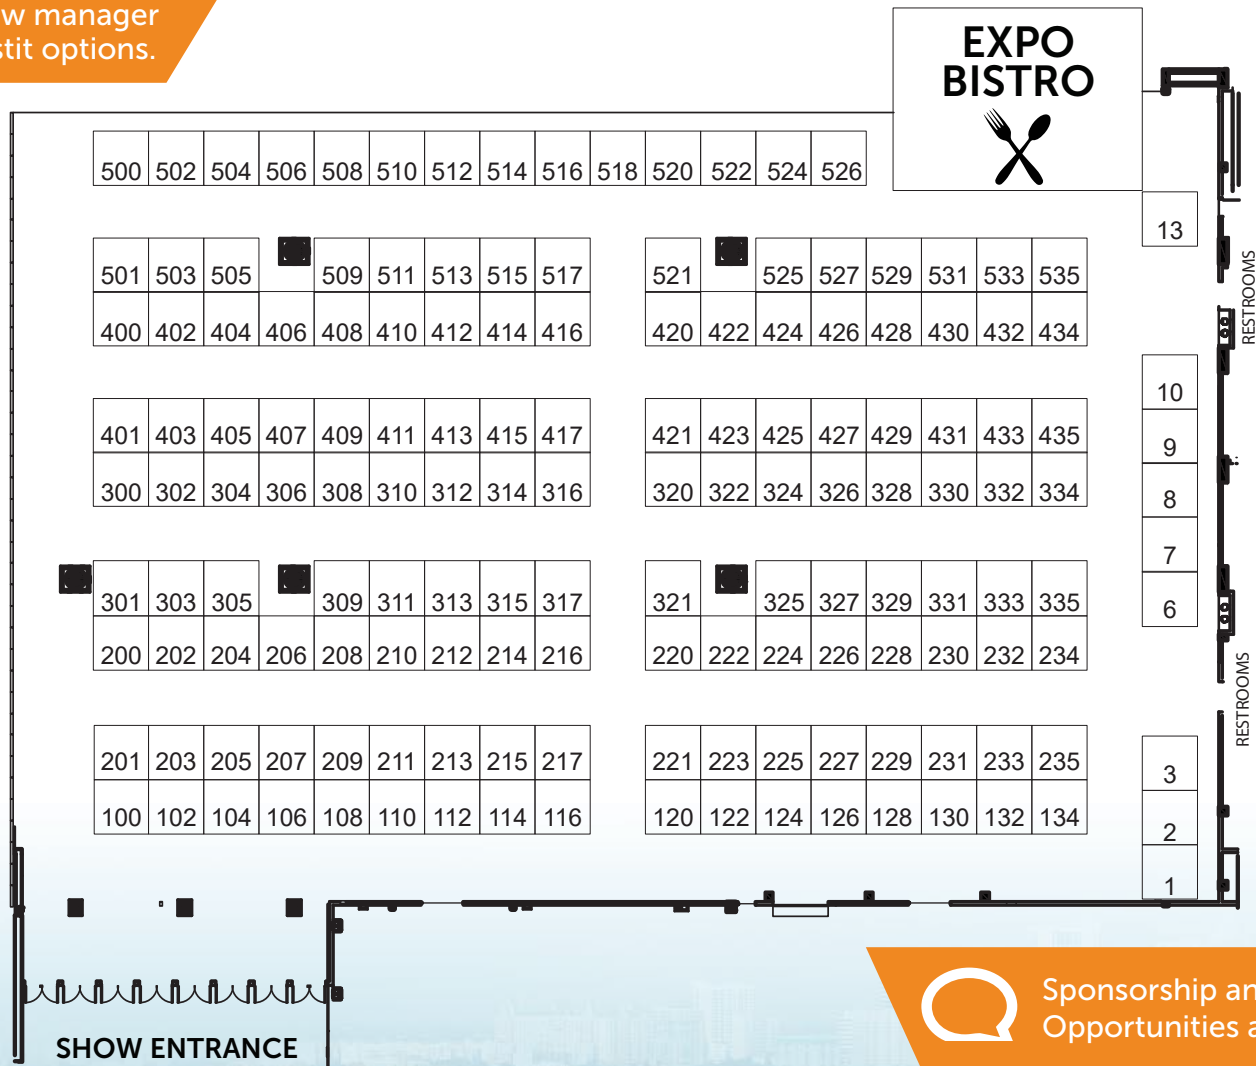 manager
options.
EXPO
BISTRO
500 502 504 506 508 510 512 514 516 518 520 522 524 526
13
RESTROOMS
501 503 505 509 511 513 515 517 521 525 527 529 531 533 535
400 402 404 406 408 410 412 414 416 420 422 424 426 428 430 432 434
10
401 403 405 407 409 411 413 415 417 421 423 425 427 429 431 433 435
9
300 302 304 306 308 310 312 314 316 320 322 324 326 328 330 332 334
8
7
301 303 305 309 311 313 315 317 321 325 327 329 331 333 335
6
200 202 204 206 208 210 212 214 216 220 222 224 226 228 230 232 234
RESTROOMS
201 203 205 207 209 211 213 215 217 221 223 225 227 229 231 233 235
3
100 102 104 106 108 110 112 114 116 120 122 124 126 128 130 132 134
2
1
SHOW ENTRANCE
Sponsorship
Opportunities